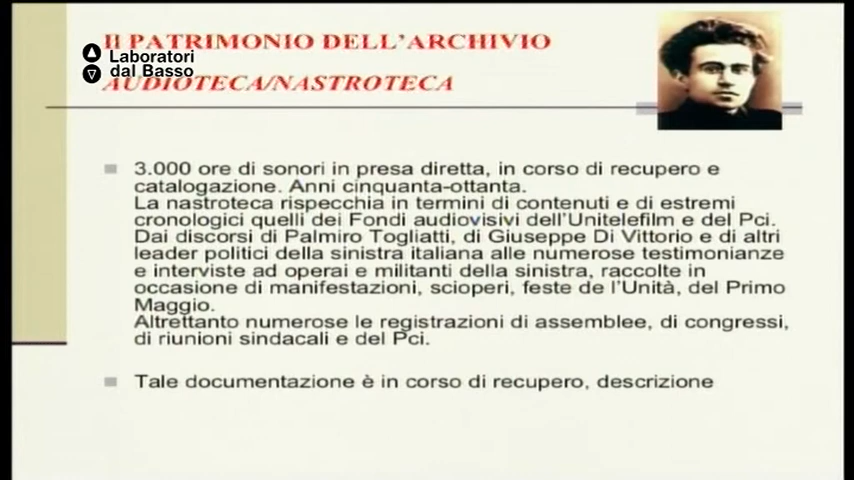 Il PATRIMONIO DELL'ARCHIVIO
Laboratori
dal Basso
AUDIOTECA/NASTROTECA
3.000 ore di sonori in presa diretta, in corso di recupero e
catalogazione. Anni cinquanta-ottanta.
La nastroteca rispecchia in termini di contenuti e di estremi
cronologici quelli dei Fondi audiovisivi dell'Unitelefilm e del Pci.
Dai discorsi di Palmiro Togliatti, di Giuseppe Di Vittorio e di altri
leader politici della sinistra italiana alle numerose testimonianze
e interviste ad operai e militanti della sinistra, raccolte in
occasione di manifestazioni, scioperi, feste de l'Unità, del Primo
Maggio.
Altrettanto numerose le registrazioni di assemblee, di congressi,
di riunioni sindacali e del Pci.
Tale documentazione è in corso di recupero, descrizione